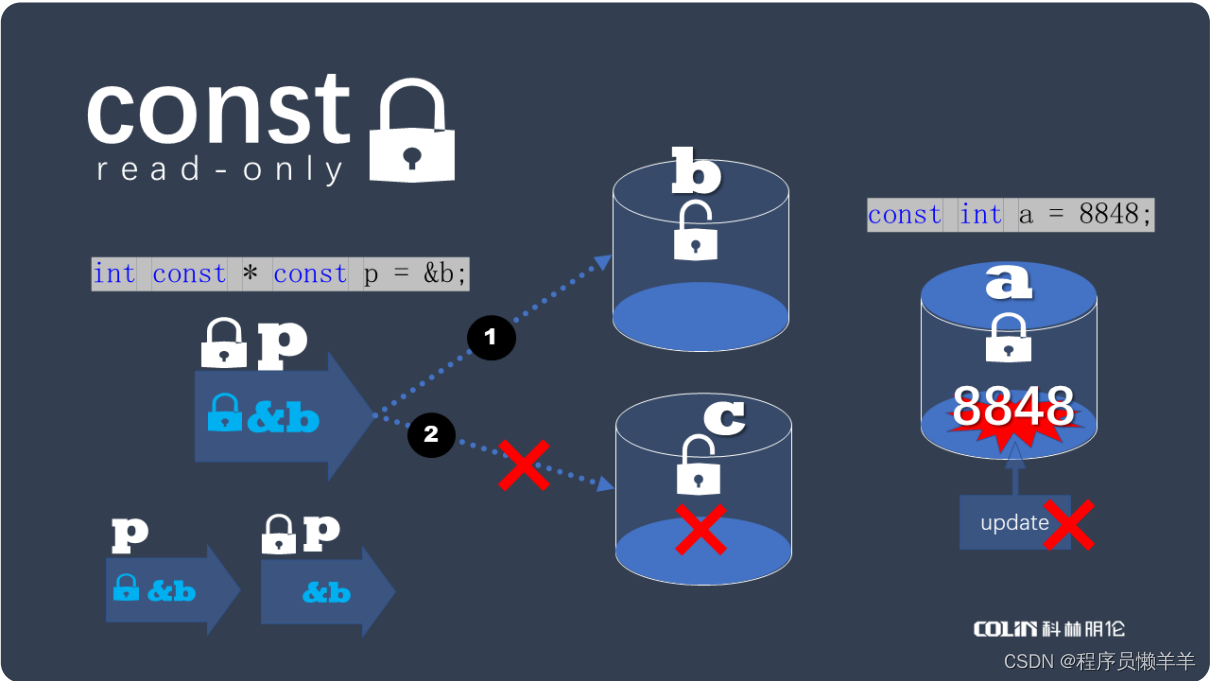 const
read-only
int const * const p = &b;
p
&b
1
2
p
&b
p
&b
b
c
const int a = 8848;
a
8848
update
COLIN 科林明伦
CSDN @程序员懒羊羊